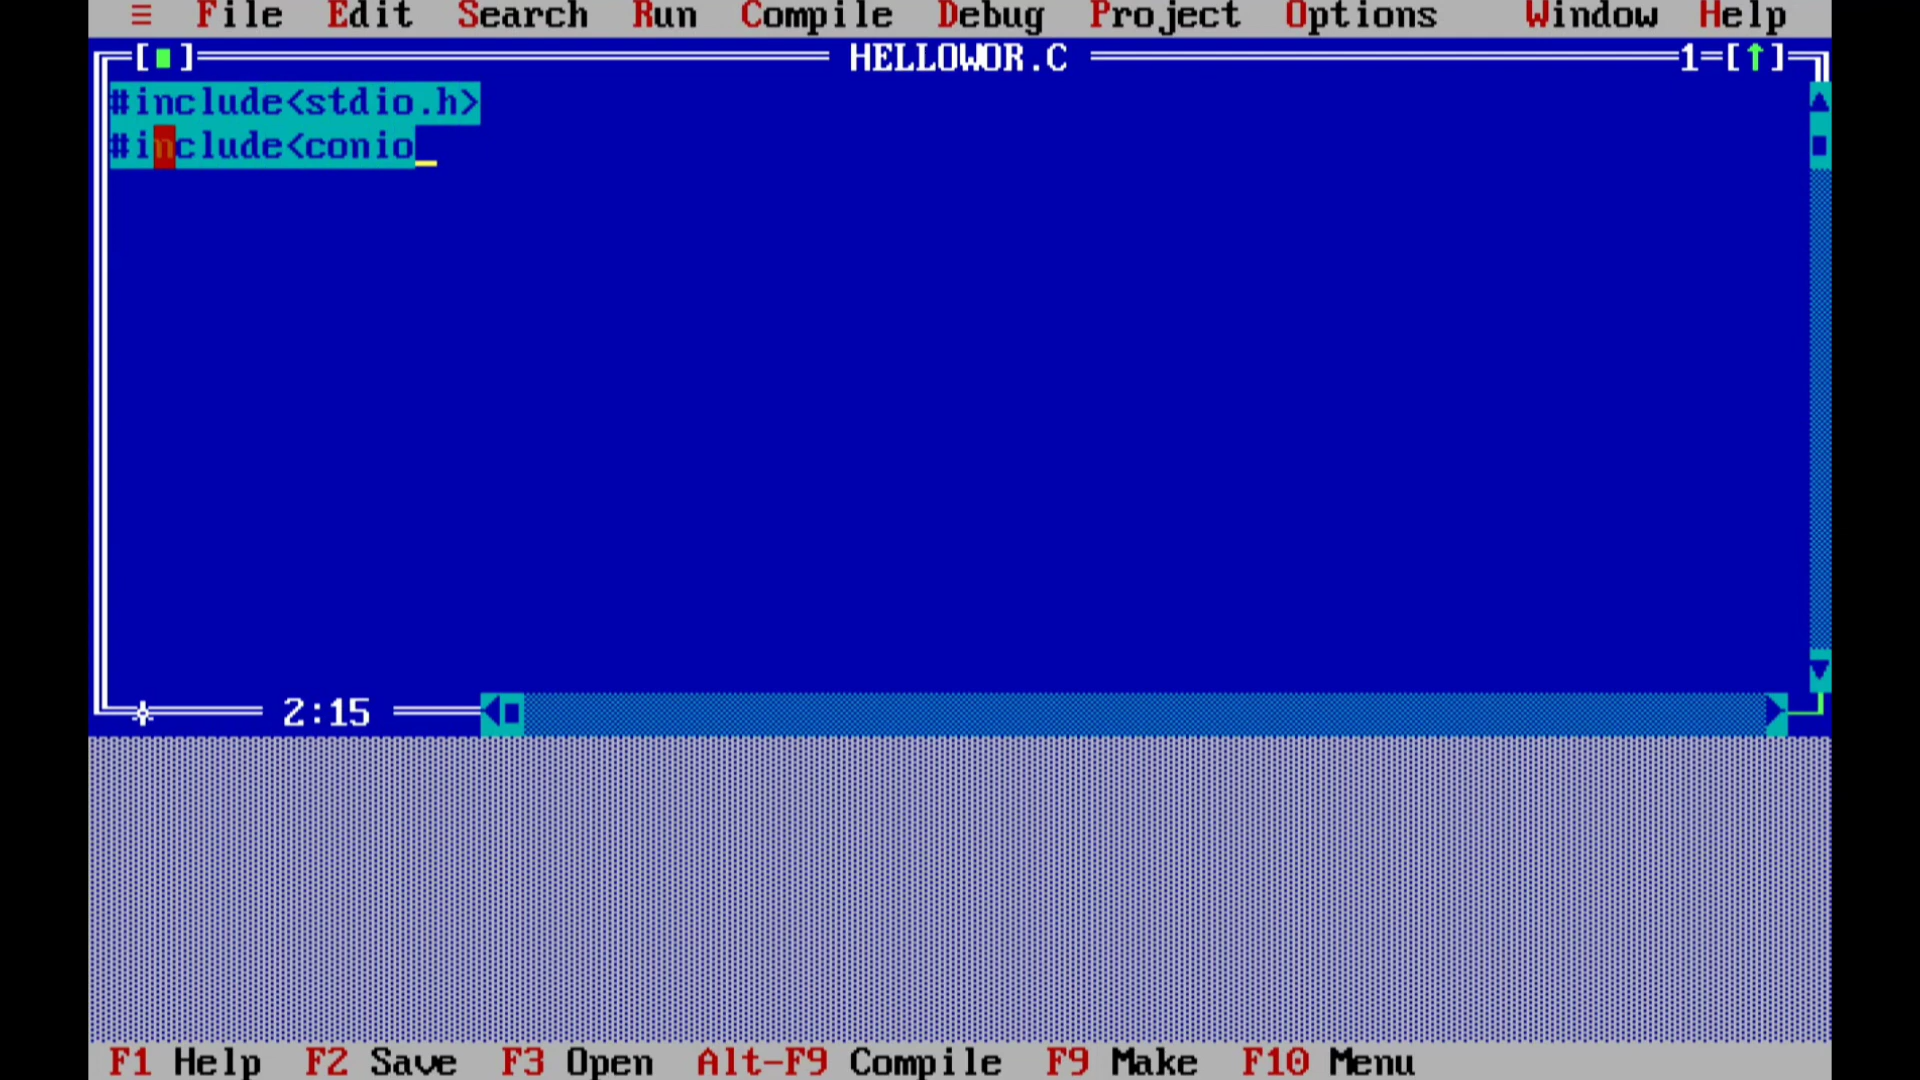 ≡ File Edit Search Run Compile Debug Project Options Window Help
[■] HELLOWOR.C 1=[↑]
#include<stdio.h>
#include<conio_
2:15
F1 Help F2 Save F3 Open Alt-F9 Compile F9 Make F10 Menu